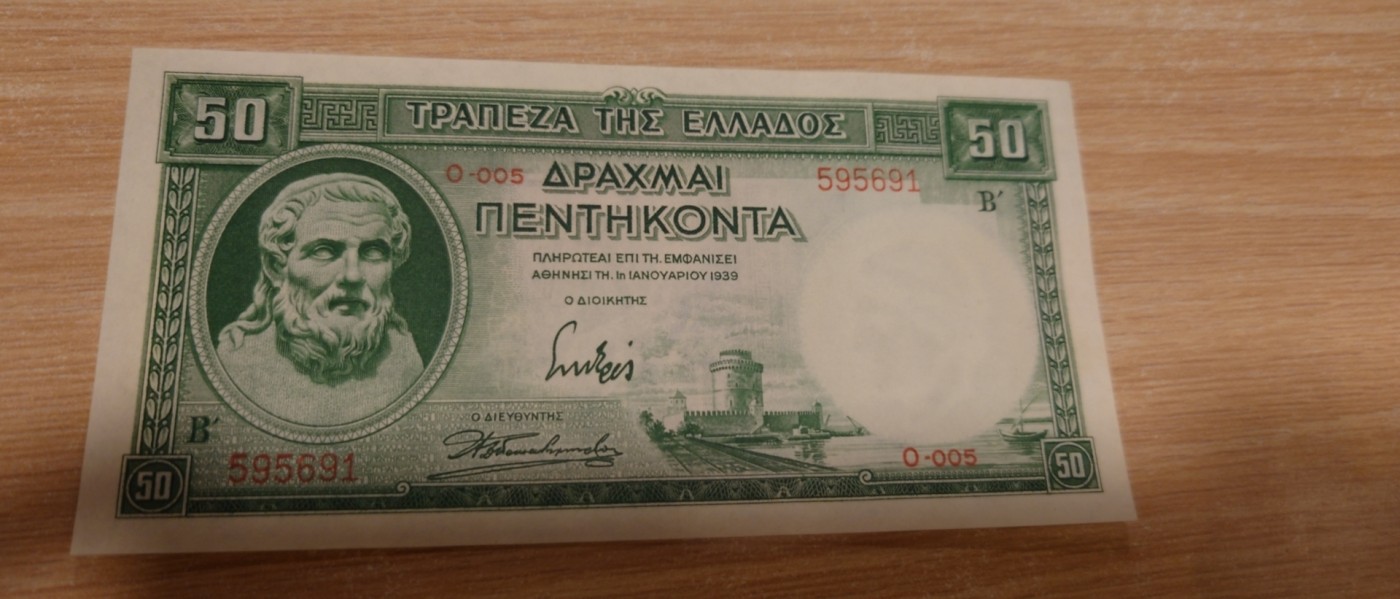 50 ΤΡΑΠΕΖΑ ΤΗΣ ΕΛΛΑΔΟΣ 50
Ο-005 ΔΡΑΧΜΑΙ 595691
ΠΕΝΤΗΚΟΝΤΑ Β′
ΠΛΗΡΩΤΕΑΙ ΕΠΙ ΤΗ. ΕΜΦΑΝΙΣΕΙ
ΑΘΗΝΗΣΙ ΤΗ. 1η ΙΑΝΟΥΑΡΙΟΥ 1939
Ο ΔΙΟΙΚΗΤΗΣ
Ο ΔΙΕΥΘΥΝΤΗΣ
Β′
595691 Ο-005
50 50